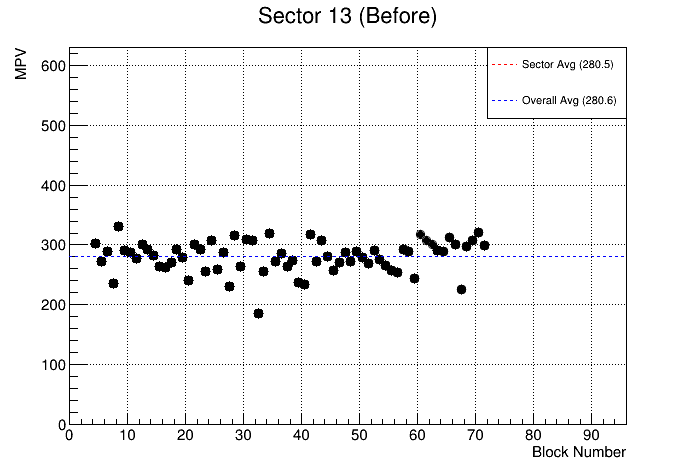 Sector 13 (Before)
MPV
600
500
400
300
200
100
0
Sector Avg (280.5)
Overall Avg (280.6)
0 10 20 30 40 50 60 70 80 90
Block Number